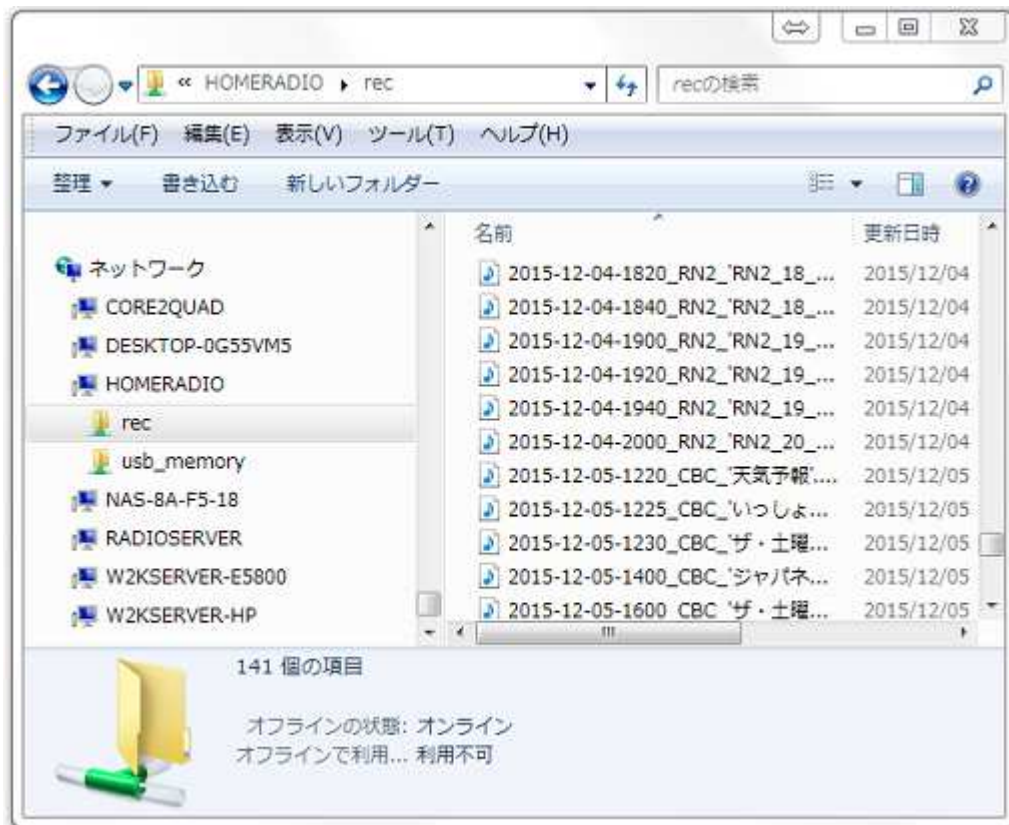 « HOMERADIO ▸ rec
recの検索
ファイル(F) 編集(E) 表示(V) ツール(T) ヘルプ(H)
整理 書き込む 新しいフォルダー
ネットワーク
CORE2QUAD
DESKTOP-0G55VM5
HOMERADIO
rec
usb_memory
NAS-8A-F5-18
RADIOSERVER
W2KSERVER-E5800
W2KSERVER-HP
名前 更新日時
2015-12-04-1820_RN2_'RN2_18_... 2015/12/04
2015-12-04-1840_RN2_'RN2_18_... 2015/12/04
2015-12-04-1900_RN2_'RN2_19_... 2015/12/04
2015-12-04-1920_RN2_'RN2_19_... 2015/12/04
2015-12-04-1940_RN2_'RN2_19_... 2015/12/04
2015-12-04-2000_RN2_'RN2_20_... 2015/12/04
2015-12-05-1220_CBC_'天気予報'.... 2015/12/05
2015-12-05-1225_CBC_'いっしょ... 2015/12/05
2015-12-05-1230_CBC_'ザ・土曜... 2015/12/05
2015-12-05-1400_CBC_'ジャパネ... 2015/12/05
2015-12-05-1600_CBC_'ザ・土曜... 2015/12/05
141 個の項目
オフラインの状態: オンライン
オフラインで利用... 利用不可